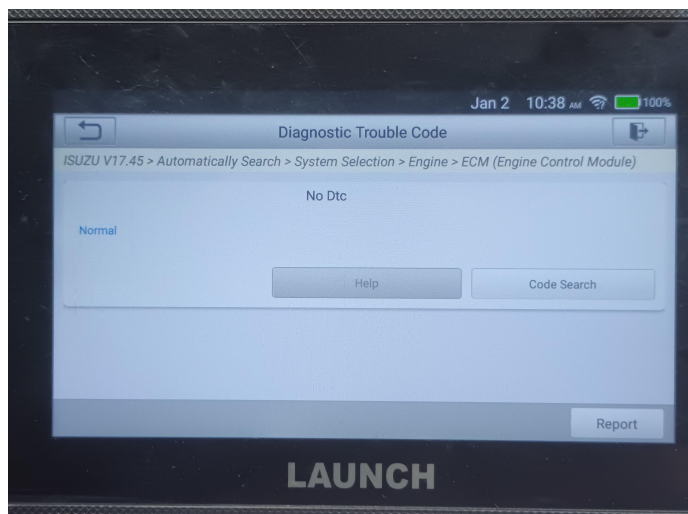 Jan 2 10:38 AM 100%
Diagnostic Trouble Code
ISUZU V17.45 > Automatically Search > System Selection > Engine > ECM (Engine Control Module)
No Dtc
Normal
Help
Code Search
Report
LAUNCH